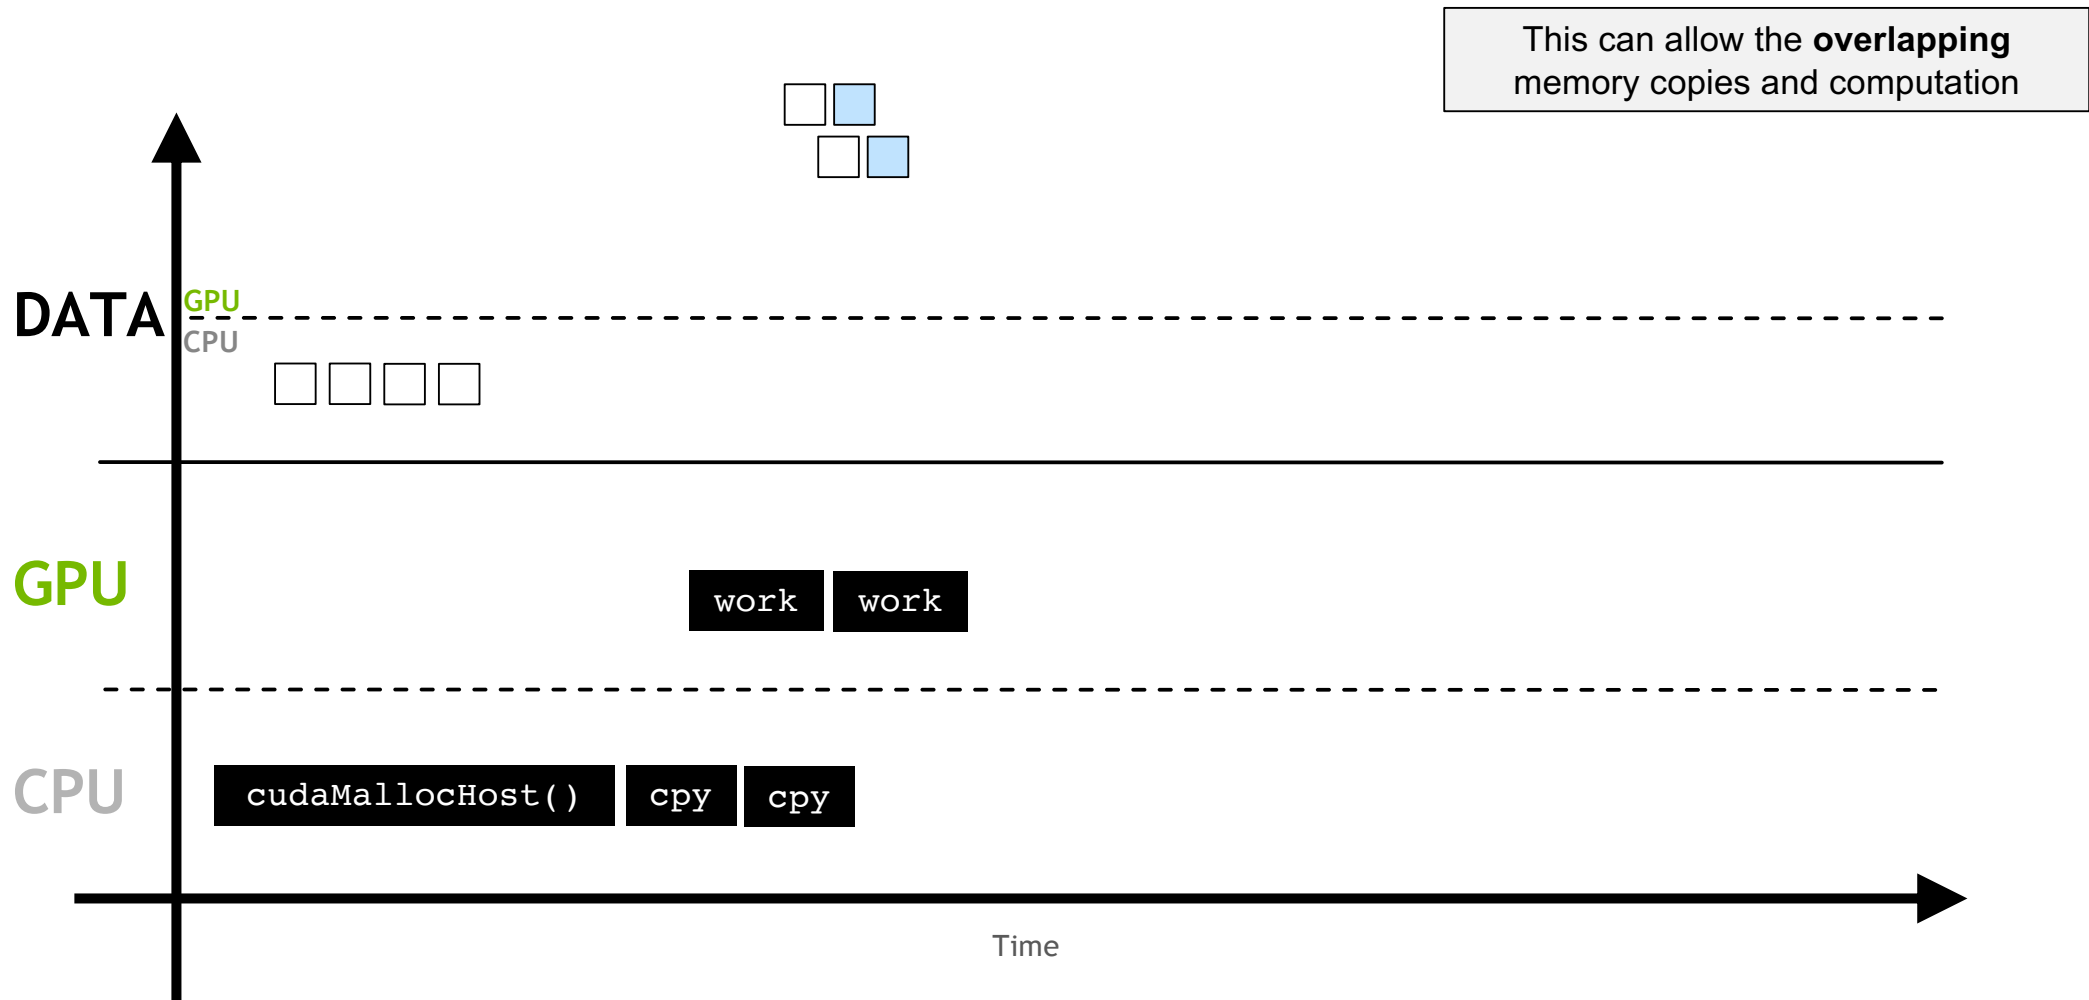 This can allow the overlapping
memory copies and computation
DATA
GPU
CPU
GPU
work work
CPU
cudaMallocHost() cpy cpy
Time